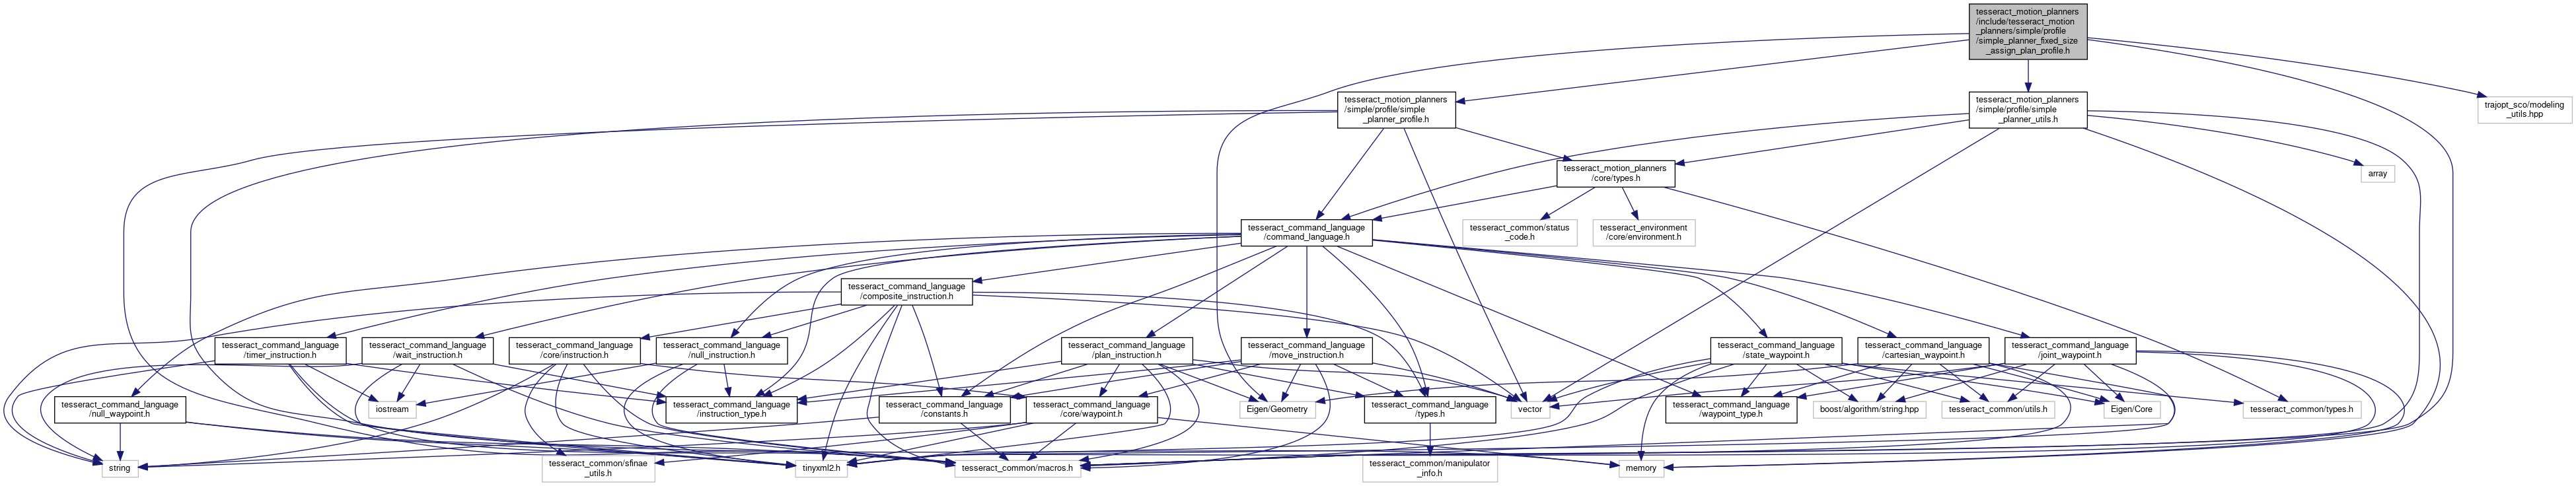 tesseract_motion_planners
/include/tesseract_motion
_planners/simple/profile
/simple_planner_fixed_size
_assign_plan_profile.h
tesseract_motion_planners
/simple/profile/simple
_planner_profile.h
tesseract_motion_planners
/simple/profile/simple
_planner_utils.h
trajopt_sco/modeling
_utils.hpp
tesseract_motion_planners
/core/types.h
array
tesseract_command_language
/command_language.h
tesseract_common/status
_code.h
tesseract_environment
/core/environment.h
tesseract_command_language
/composite_instruction.h
tesseract_command_language
/timer_instruction.h
tesseract_command_language
/wait_instruction.h
tesseract_command_language
/core/instruction.h
tesseract_command_language
/null_instruction.h
tesseract_command_language
/plan_instruction.h
tesseract_command_language
/move_instruction.h
tesseract_command_language
/state_waypoint.h
tesseract_command_language
/cartesian_waypoint.h
tesseract_command_language
/joint_waypoint.h
tesseract_command_language
/null_waypoint.h
iostream
tesseract_command_language
/instruction_type.h
tesseract_command_language
/constants.h
tesseract_command_language
/core/waypoint.h
Eigen/Geometry
tesseract_command_language
/types.h
vector
tesseract_command_language
/waypoint_type.h
boost/algorithm/string.hpp
tesseract_common/utils.h
Eigen/Core
tesseract_common/types.h
string
tesseract_common/sfinae
_utils.h
tinyxml2.h
tesseract_common/macros.h
tesseract_common/manipulator
_info.h
memory